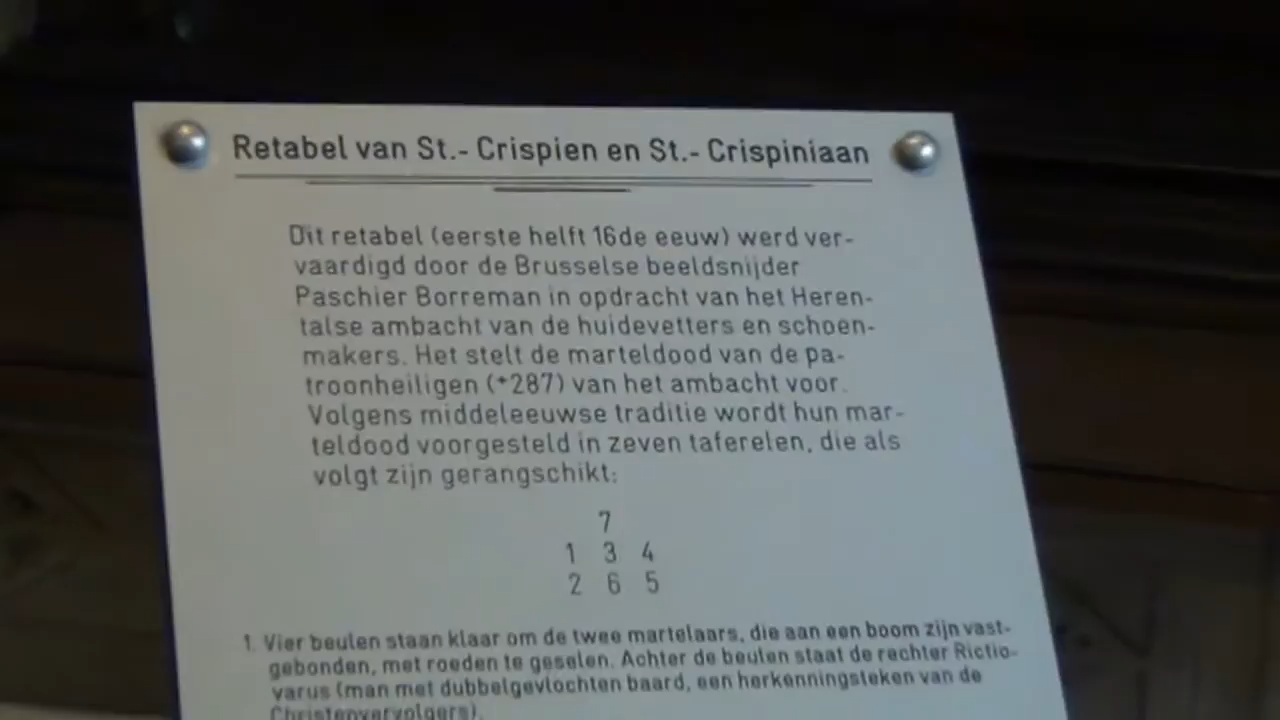 Retabel van St.- Crispien en St.- Crispiniaan
Dit retabel (eerste helft 16de eeuw) werd ver-
vaardigd door de Brusselse beeldsnijder
Paschier Borreman in opdracht van het Heren-
talse ambacht van de huidevetters en schoen-
makers. Het stelt de marteldood van de pa-
troonheiligen (*287) van het ambacht voor.
Volgens middeleeuwse traditie wordt hun mar-
teldood voorgesteld in zeven taferelen, die als
volgt zijn gerangschikt:
7
1 3 4
2 6 5
1. Vier beulen staan klaar om de twee martelaars, die aan een boom zijn vast-
gebonden, met roeden te geselen. Achter de beulen staat de rechter Rictio-
varus (man met dubbelgevlochten baard, een herkenningsteken van de
Christenvervolgers).